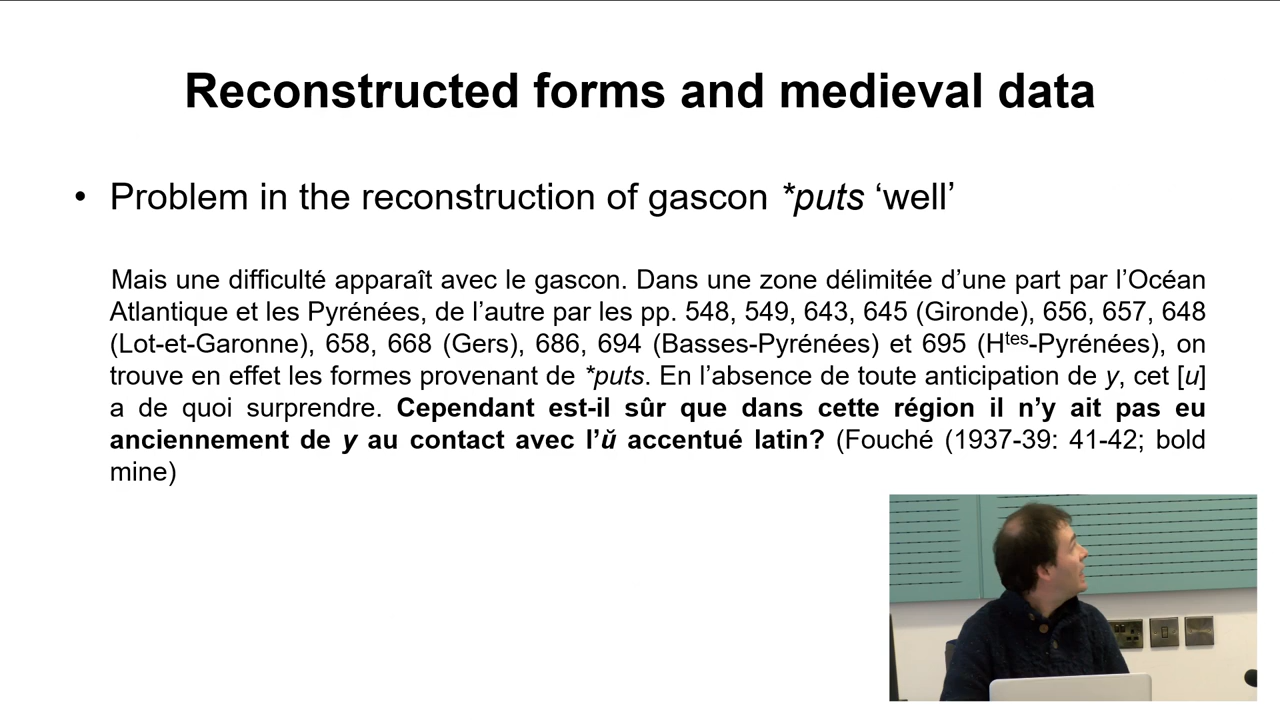 Reconstructed forms and medieval data
• Problem in the reconstruction of gascon *puts ‘well’
Mais une difficulté apparaît avec le gascon. Dans une zone délimitée d’une part par l’Océan
Atlantique et les Pyrénées, de l’autre par les pp. 548, 549, 643, 645 (Gironde), 656, 657, 648
(Lot-et-Garonne), 658, 668 (Gers), 686, 694 (Basses-Pyrénées) et 695 (Htes-Pyrénées), on
trouve en effet les formes provenant de *puts. En l’absence de toute anticipation de y, cet [u]
a de quoi surprendre. Cependant est-il sûr que dans cette région il n’y ait pas eu
anciennement de y au contact avec l’ŭ accentué latin? (Fouché (1937-39: 41-42; bold
mine)